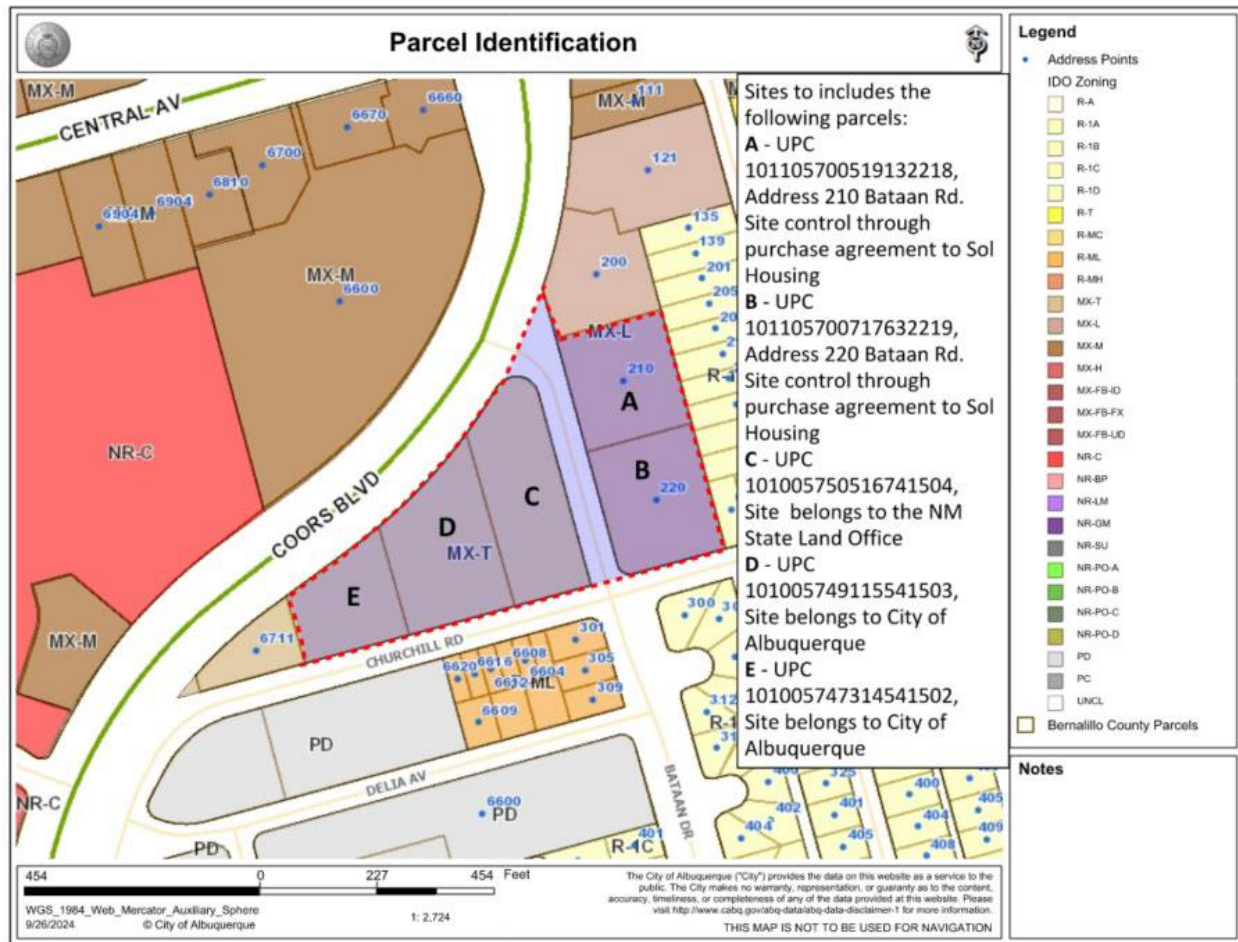 Parcel Identification
MX-M
CENTRAL AV
6670
6660
6700
6810
6904
6904
MX-M
MX-M
6600
NR-C
COORS BLVD
MX-M
NR-C
MX-M
111
121
200
135
139
201
205
MX-L
210
A
B
220
C
D
MX-T
E
6711
CHURCHILL RD
6620
6616
6608
6604
301
305
309
6609
ML
PD
DELIA AV
6600
PD
PD
BATAAN DR
401
R-1C
300
312
400
402
404
325
401
405
400
404
408
405
409
Sites to includes the
following parcels:
A - UPC
101105700519132218,
Address 210 Bataan Rd.
Site control through
purchase agreement to Sol
Housing
B - UPC
101105700717632219,
Address 220 Bataan Rd.
Site control through
purchase agreement to Sol
Housing
C - UPC
101005750516741504,
Site belongs to the NM
State Land Office
D - UPC
101005749115541503,
Site belongs to City of
Albuquerque
E - UPC
101005747314541502,
Site belongs to City of
Albuquerque
Legend
Address Points
IDO Zoning
R-A
R-1A
R-1B
R-1C
R-1D
R-T
R-MC
R-ML
R-MH
MX-T
MX-L
MX-M
MX-H
MX-FB-ID
MX-FB-FX
MX-FB-UD
NR-C
NR-BP
NR-LM
NR-GM
NR-SU
NR-PO-A
NR-PO-B
NR-PO-C
NR-PO-D
PD
PC
UNCL
Bernalillo County Parcels
Notes
454 0 227 454 Feet
WGS_1984_Web_Mercator_Auxiliary_Sphere
9/26/2024 © City of Albuquerque
1: 2,724
The City of Albuquerque ("City") provides the data on this website as a service to the
public. The City makes no warranty, representation, or guaranty as to the content,
accuracy, timeliness, or completeness of any of the data provided at this website. Please
visit http://www.cabq.gov/abq-data/abq-data-disclaimer-1 for more information.
THIS MAP IS NOT TO BE USED FOR NAVIGATION